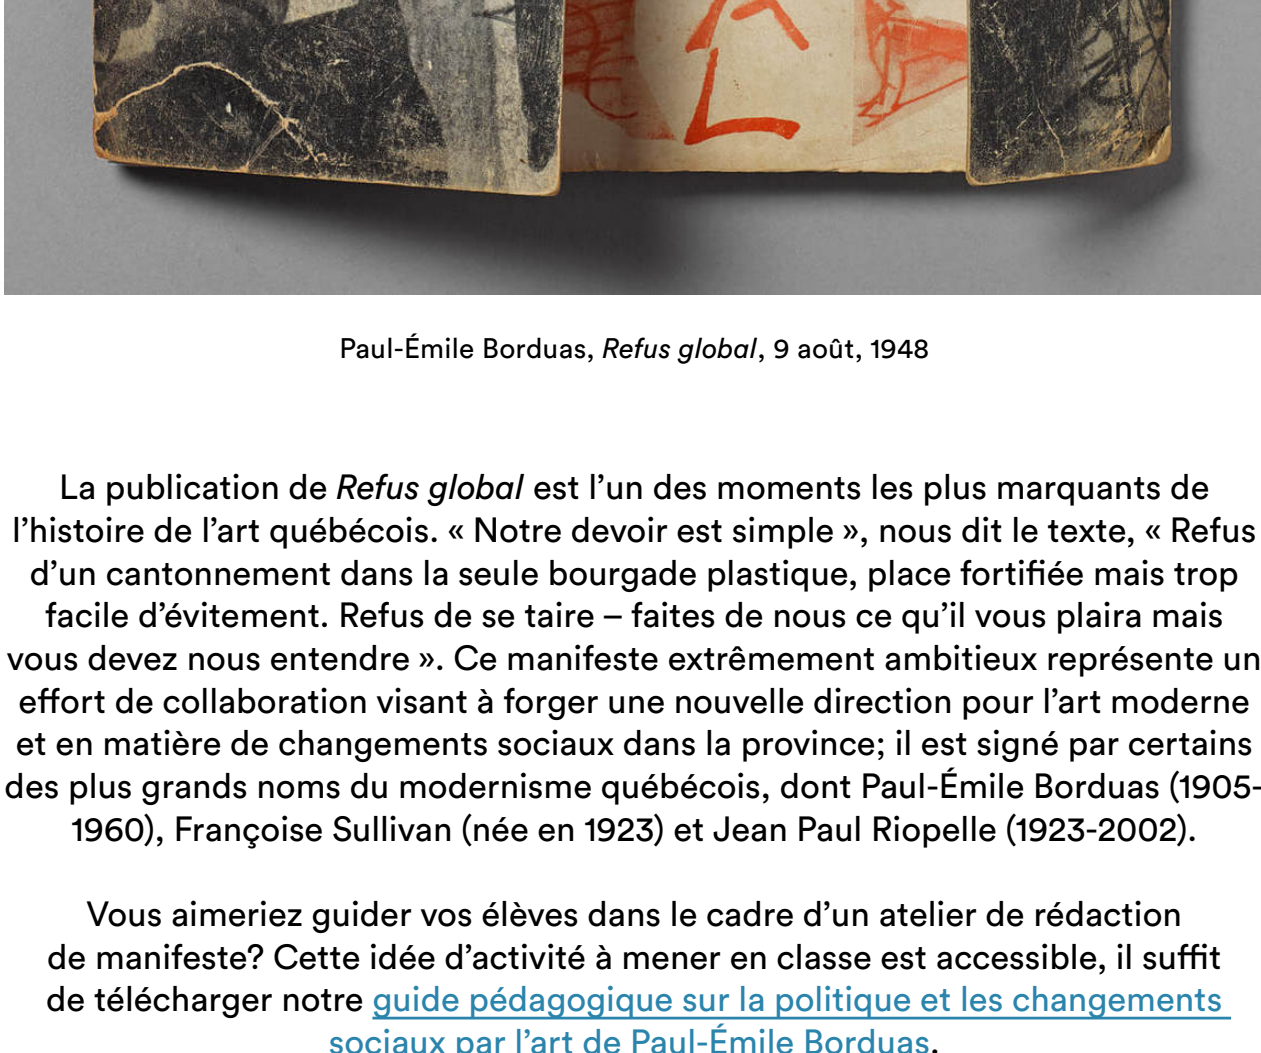 A
L
Paul-Émile Borduas, Refus global, 9 août, 1948
La publication de Refus global est l’un des moments les plus marquants de
l’histoire de l’art québécois. « Notre devoir est simple », nous dit le texte, « Refus
d’un cantonnement dans la seule bourgade plastique, place fortifiée mais trop
facile d’évitement. Refus de se taire – faites de nous ce qu’il vous plaira mais
vous devez nous entendre ». Ce manifeste extrêmement ambitieux représente un
effort de collaboration visant à forger une nouvelle direction pour l’art moderne
et en matière de changements sociaux dans la province; il est signé par certains
des plus grands noms du modernisme québécois, dont Paul-Émile Borduas (1905-
1960), Françoise Sullivan (née en 1923) et Jean Paul Riopelle (1923-2002).
Vous aimeriez guider vos élèves dans le cadre d’un atelier de rédaction
de manifeste? Cette idée d’activité à mener en classe est accessible, il suffit
de télécharger notre guide pédagogique sur la politique et les changements
sociaux par l’art de Paul-Émile Borduas.